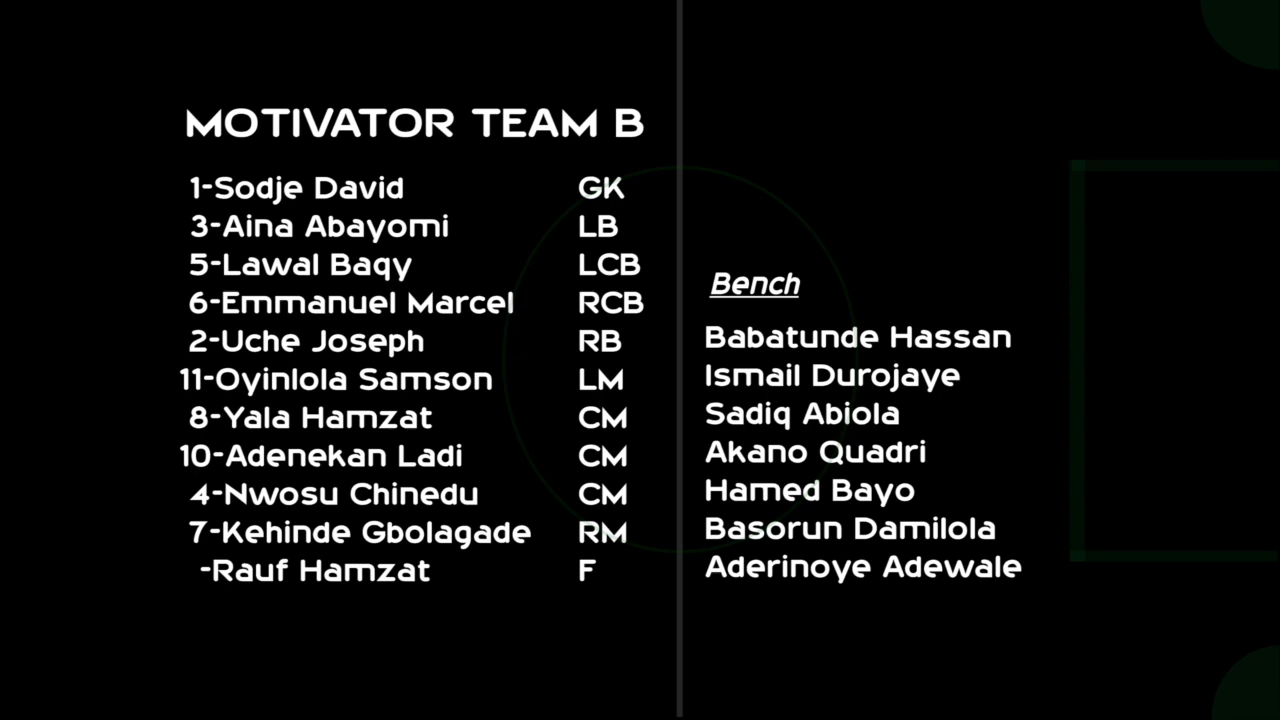 MOTIVATOR TEAM B
1-Sodje David GK
3-Aina Abayomi LB
5-Lawal Baqy LCB
6-Emmanuel Marcel RCB
2-Uche Joseph RB
11-Oyinlola Samson LM
8-Yala Hamzat CM
10-Adenekan Ladi CM
4-Nwosu Chinedu CM
7-Kehinde Gbolagade RM
-Rauf Hamzat F
Bench
Babatunde Hassan
Ismail Durojaye
Sadiq Abiola
Akano Quadri
Hamed Bayo
Basorun Damilola
Aderinoye Adewale